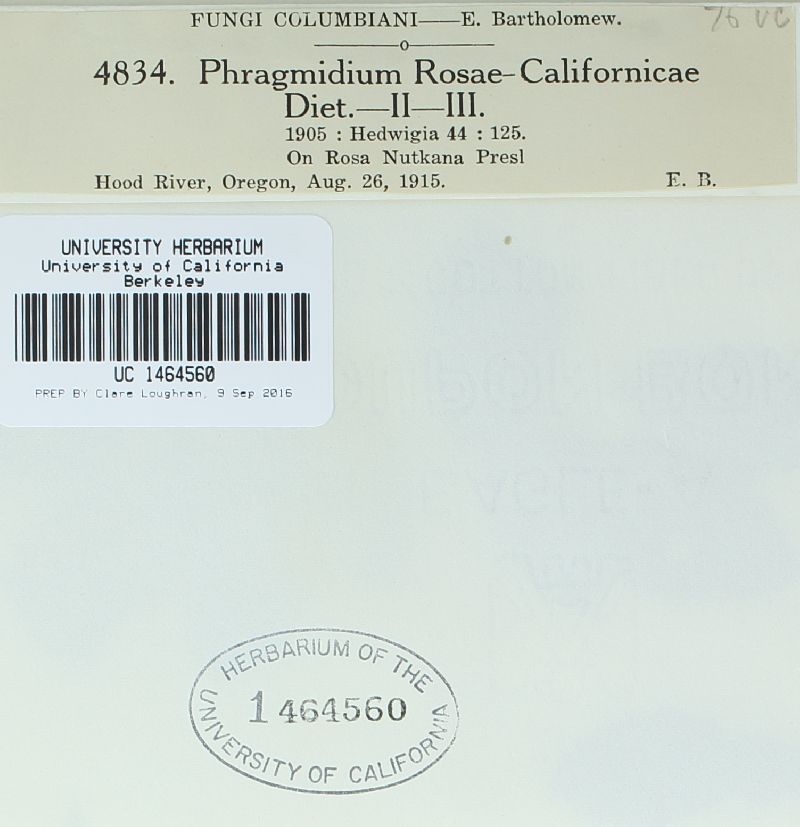 FUNGI COLUMBIANI——E. Bartholomew.
76 UC
4834. Phragmidium Rosae-Californicae
Diet.—II—III.
1905 : Hedwigia 44 : 125.
On Rosa Nutkana Presl
Hood River, Oregon, Aug. 26, 1915. E. B.
UNIVERSITY HERBARIUM
University of California
Berkeley
UC 1464560
PREP BY Clare Loughran, 9 Sep 2016
HERBARIUM OF THE
1464560
UNIVERSITY OF CALIFORNIA